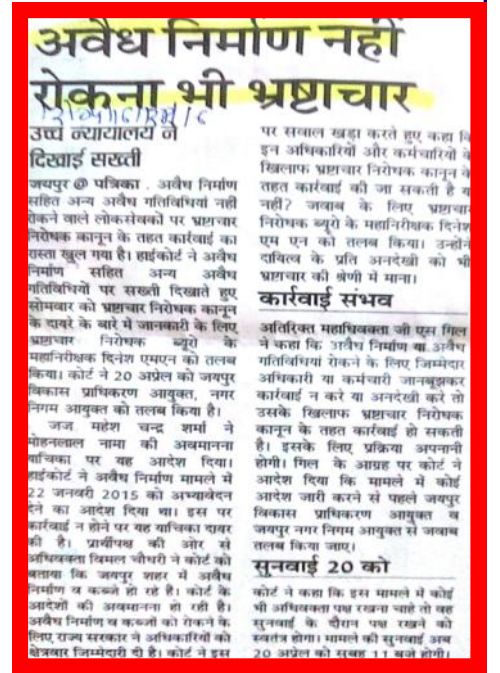 अवैध निर्माण नहीं
रोकना भी भ्रष्टाचार
उच्च न्यायालय ने
दिखाई सख्ती
जयपुर @ पत्रिका . अवैध निर्माण
सहित अन्य अवैध गतिविधियां नहीं
रोकने वाले लोकसेवकों पर भ्रष्टाचार
निरोधक कानून के तहत कार्रवाई का
रास्ता खुल गया है। हाईकोर्ट ने अवैध
निर्माण सहित अन्य अवैध
गतिविधियों पर सख्ती दिखाते हुए
सोमवार को भ्रष्टाचार निरोधक कानून
के दायरे के बारे में जानकारी के लिए
भ्रष्टाचार निरोधक ब्यूरो के
महानिरीक्षक दिनेश एमएन को तलब
किया। कोर्ट ने 20 अप्रेल को जयपुर
विकास प्राधिकरण आयुक्त, नगर
निगम आयुक्त को तलब किया है।
जज महेश चन्द्र शर्मा ने
मोहनलाल नामा की अवमानना
याचिका पर यह आदेश दिया।
हाईकोर्ट ने अवैध निर्माण मामले में
22 जनवरी 2015 को अभ्यावेदन
देने का आदेश दिया था। इस पर
कार्रवाई न होने पर यह याचिका दायर
की है। प्रार्थीपक्ष की ओर से
अधिवक्ता विमल चौधरी ने कोर्ट को
बताया कि जयपुर शहर में अवैध
निर्माण व कब्जे हो रहे है। कोर्ट के
आदेशों की अवमानना हो रही है।
अवैध निर्माण व कब्जों को रोकने के
लिए राज्य सरकार ने अधिकारियों को
क्षेत्रवार जिम्मेदारी दी है। कोर्ट ने इस
पर सवाल खड़ा करते हुए कहा कि
इन अधिकारियों और कर्मचारियों के
खिलाफ भ्रष्टाचार निरोधक कानून के
तहत कार्रवाई की जा सकती है य
नहीं? जवाब के लिए भ्रष्टाचार
निरोधक ब्यूरो के महानिरीक्षक दिनेश
एम एन को तलब किया। उन्होंने
दायित्व के प्रति अनदेखी को भी
भ्रष्टाचार की श्रेणी में माना।
कार्रवाई संभव
अतिरिक्त महाधिवक्ता जी एस गिल
ने कहा कि अवैध निर्माण या अवैध
गतिविधियां रोकने के लिए जिम्मेदार
अधिकारी या कर्मचारी जानबूझकर
कार्रवाई न करे या अनदेखी करे तो
उसके खिलाफ भ्रष्टाचार निरोधक
कानून के तहत कार्रवाई हो सकती
है। इसके लिए प्रक्रिया अपनानी
होगी। गिल के आग्रह पर कोर्ट ने
आदेश दिया कि मामले में कोई
आदेश जारी करने से पहले जयपुर
विकास प्राधिकरण आयुक्त व
जयपुर नगर निगम आयुक्त से जवाब
तलब किया जाए।
सुनवाई 20 को
कोर्ट ने कहा कि इस मामले में कोई
भी अधिवक्ता पक्ष रखना चाहे तो वह
सुनवाई के दौरान पक्ष रखने को
स्वतंत्र होगा। मामले की सुनवाई अब
20 अप्रेल को सुबह 11 बजे होगी।